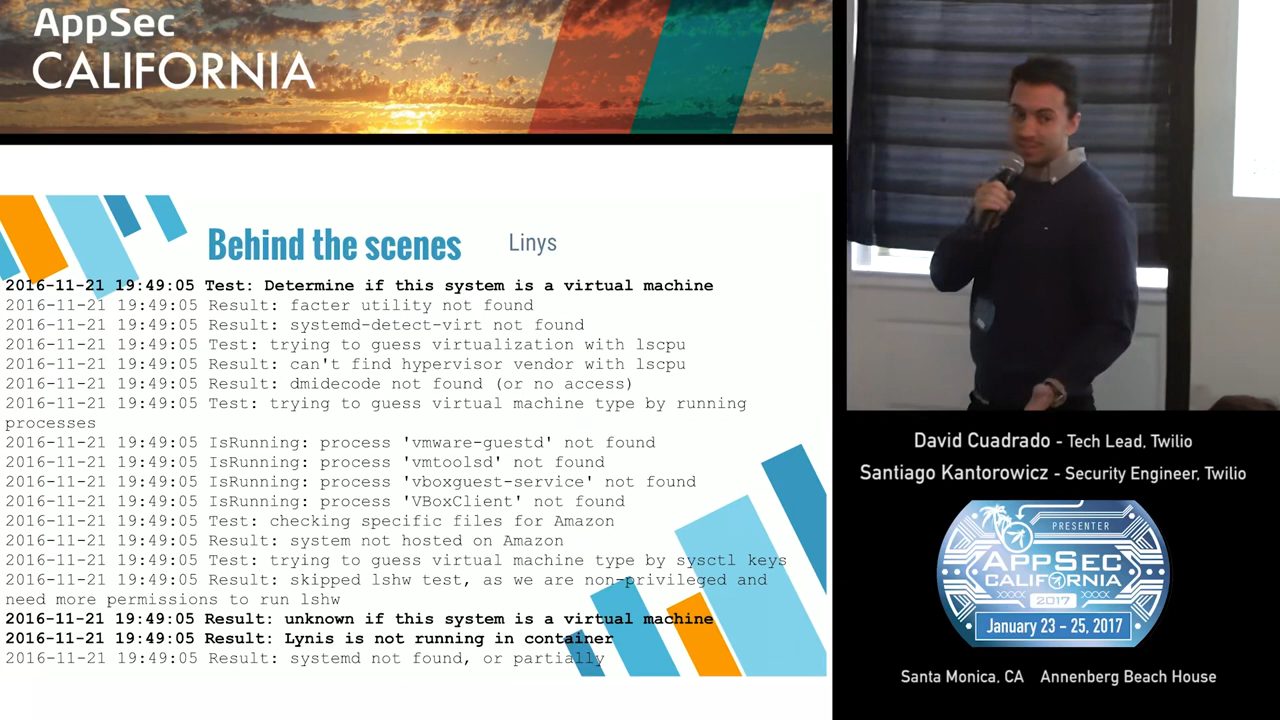 AppSec
CALIFORNIA
Behind the scenes
Linys
2016-11-21 19:49:05 Test: Determine if this system is a virtual machine
2016-11-21 19:49:05 Result: facter utility not found
2016-11-21 19:49:05 Result: systemd-detect-virt not found
2016-11-21 19:49:05 Test: trying to guess virtualization with lscpu
2016-11-21 19:49:05 Result: can't find hypervisor vendor with lscpu
2016-11-21 19:49:05 Result: dmidecode not found (or no access)
2016-11-21 19:49:05 Test: trying to guess virtual machine type by running
processes
2016-11-21 19:49:05 IsRunning: process 'vmware-guestd' not found
2016-11-21 19:49:05 IsRunning: process 'vmtoolsd' not found
2016-11-21 19:49:05 IsRunning: process 'vboxguest-service' not found
2016-11-21 19:49:05 IsRunning: process 'VBoxClient' not found
2016-11-21 19:49:05 Test: checking specific files for Amazon
2016-11-21 19:49:05 Result: system not hosted on Amazon
2016-11-21 19:49:05 Test: trying to guess virtual machine type by sysctl keys
2016-11-21 19:49:05 Result: skipped lshw test, as we are non-privileged and
need more permissions to run lshw
2016-11-21 19:49:05 Result: unknown if this system is a virtual machine
2016-11-21 19:49:05 Result: Lynis is not running in container
2016-11-21 19:49:05 Result: systemd not found, or partially
David Cuadrado - Tech Lead, Twilio
Santiago Kantorowicz - Security Engineer, Twilio
PRESENTER
APPSEC
CALIFORNIA
2017
January 23 - 25, 2017
Santa Monica, CA Annenberg Beach House